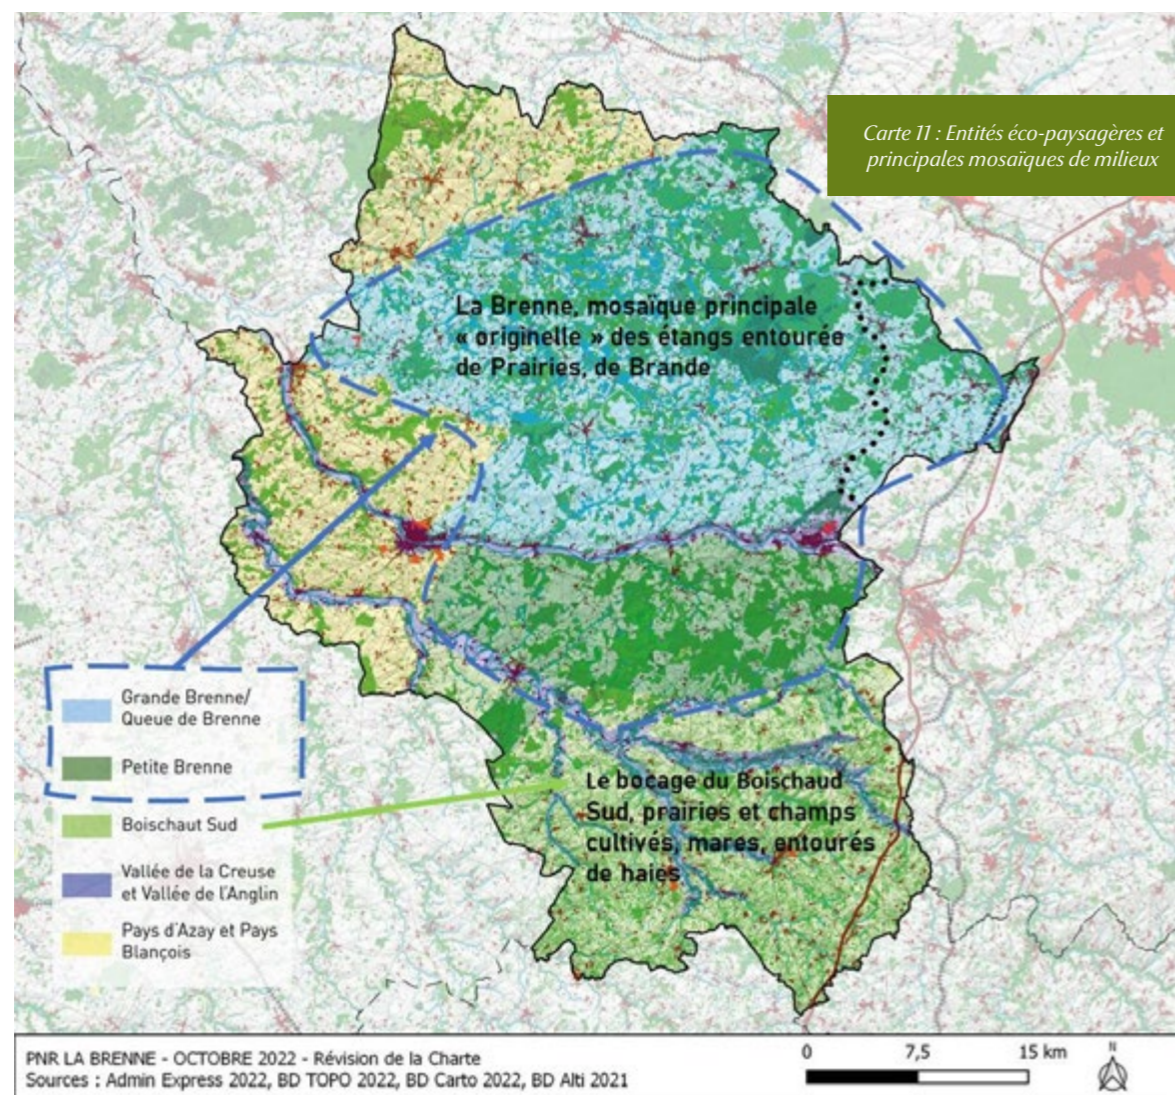 Carte 11 : Entités éco-paysagères et
principales mosaïques de milieux
La Brenne, mosaïque principale
« originelle » des étangs entourée
de Prairies, de Brande
Grande Brenne/
Queue de Brenne
Petite Brenne
Boischaut Sud
Vallée de la Creuse
et Vallée de l'Anglin
Pays d'Azay et Pays
Blançois
Le bocage du Boischaud
Sud, prairies et champs
cultivés, mares, entourés
de haies
PNR LA BRENNE - OCTOBRE 2022 - Révision de la Charte
Sources : Admin Express 2022, BD TOPO 2022, BD Carto 2022, BD Alti 2021
0 7,5 15 km
N